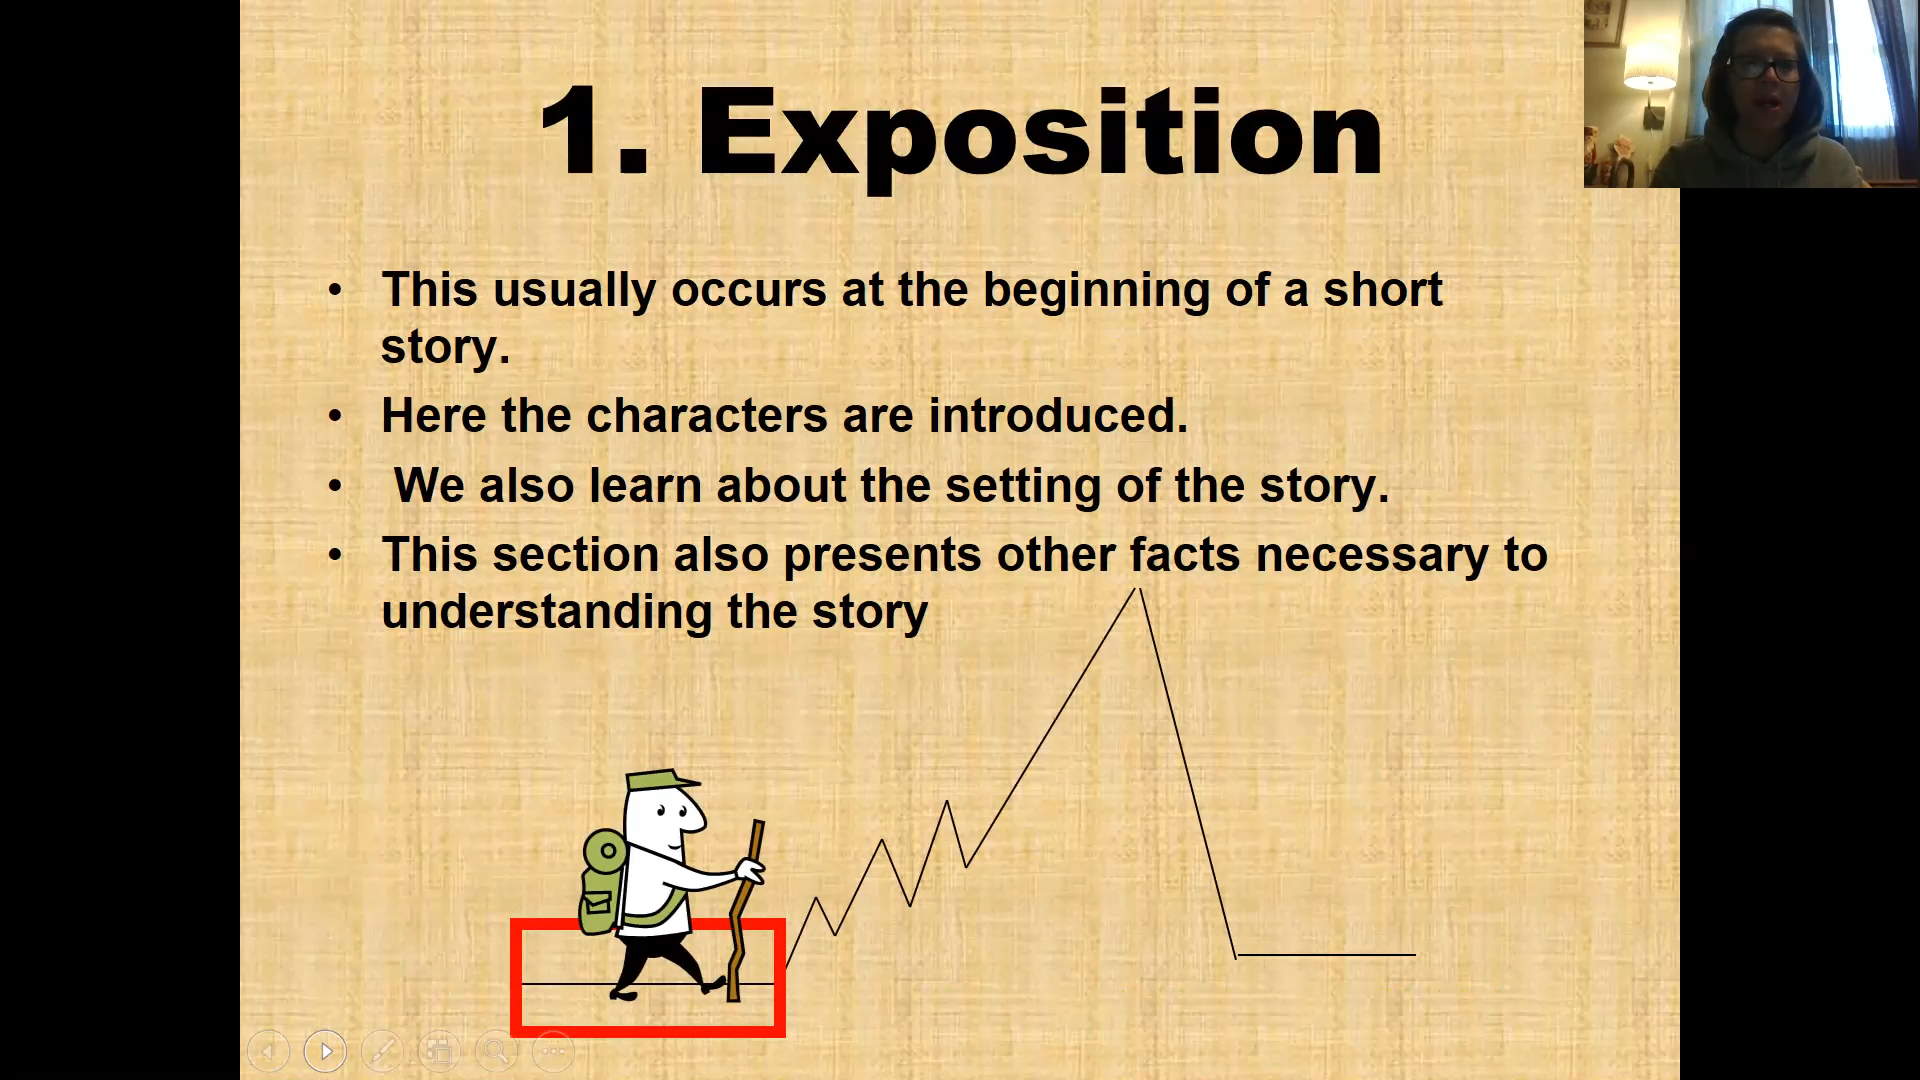 1. Exposition
• This usually occurs at the beginning of a short
story.
• Here the characters are introduced.
• We also learn about the setting of the story.
• This section also presents other facts necessary to
understanding the story